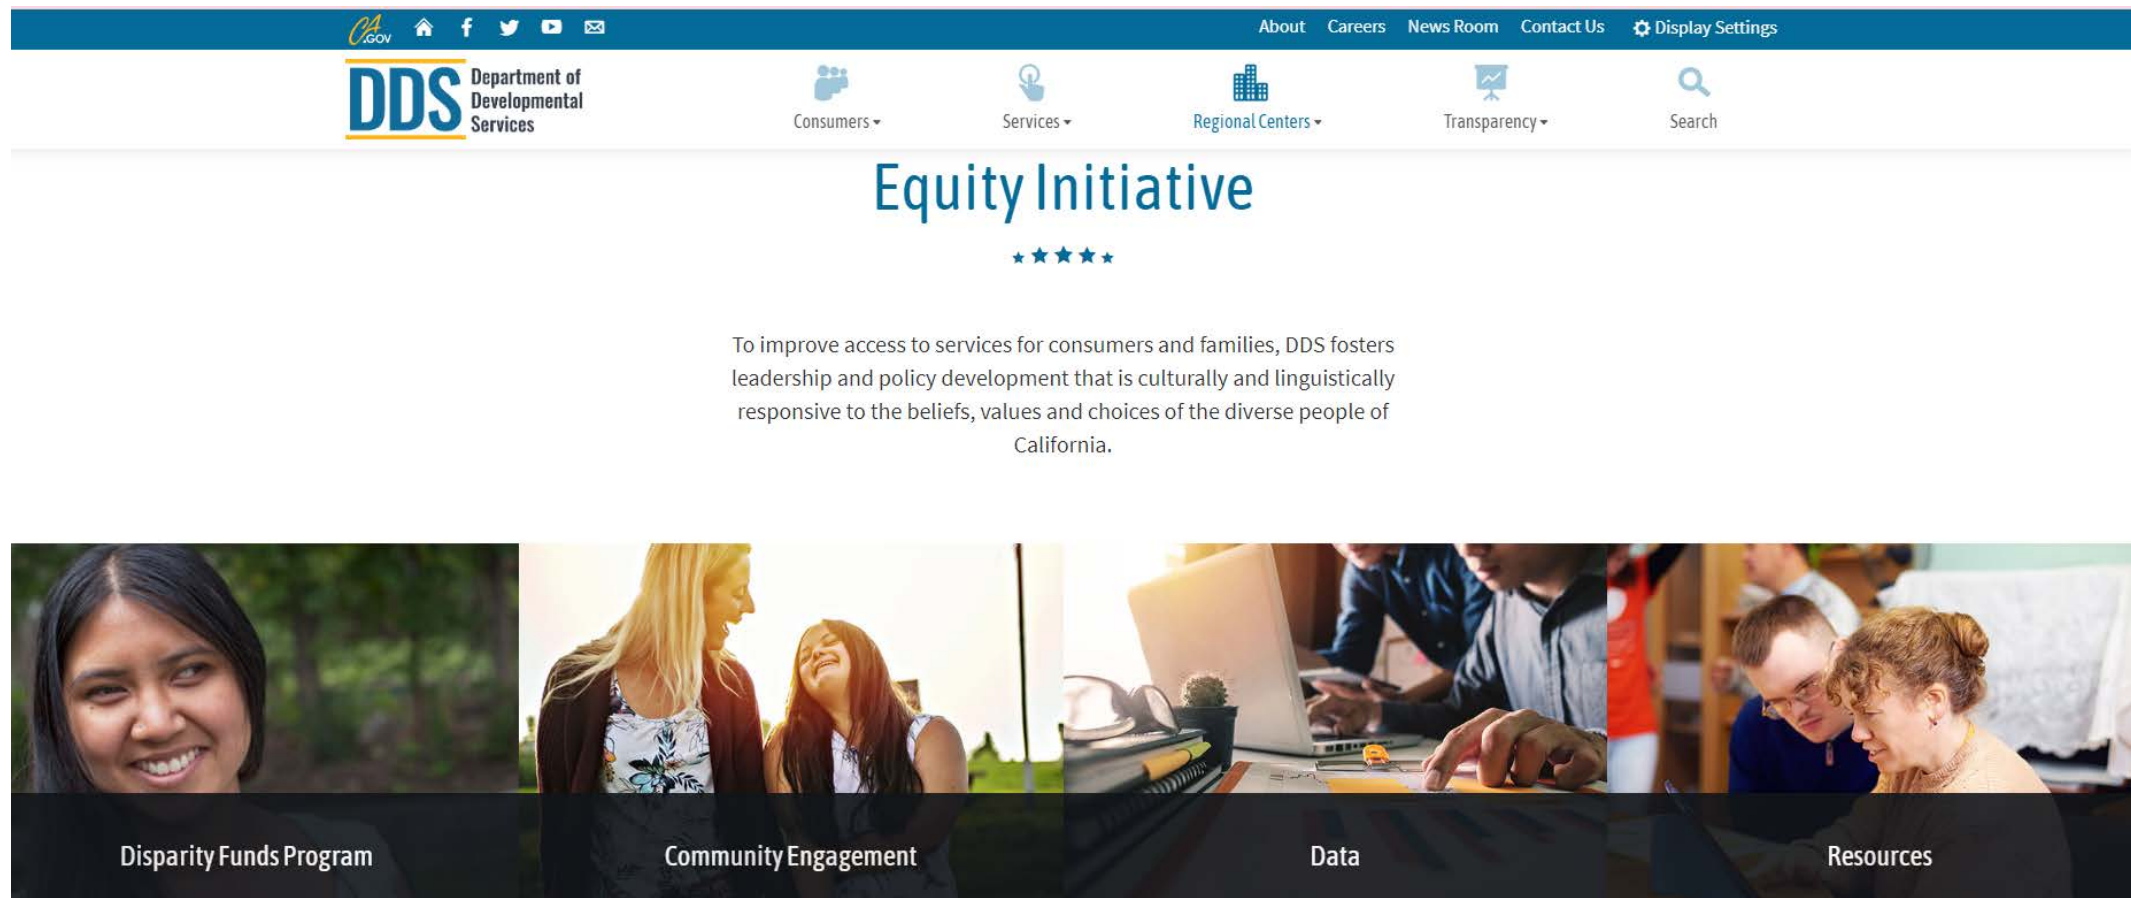 CA.GOV
About Careers News Room Contact Us Display Settings
DDS
Department of
Developmental
Services
Consumers
Services
Regional Centers
Transparency
Search
Equity Initiative
To improve access to services for consumers and families, DDS fosters
leadership and policy development that is culturally and linguistically
responsive to the beliefs, values and choices of the diverse people of
California.
Disparity Funds Program
Community Engagement
Data
Resources